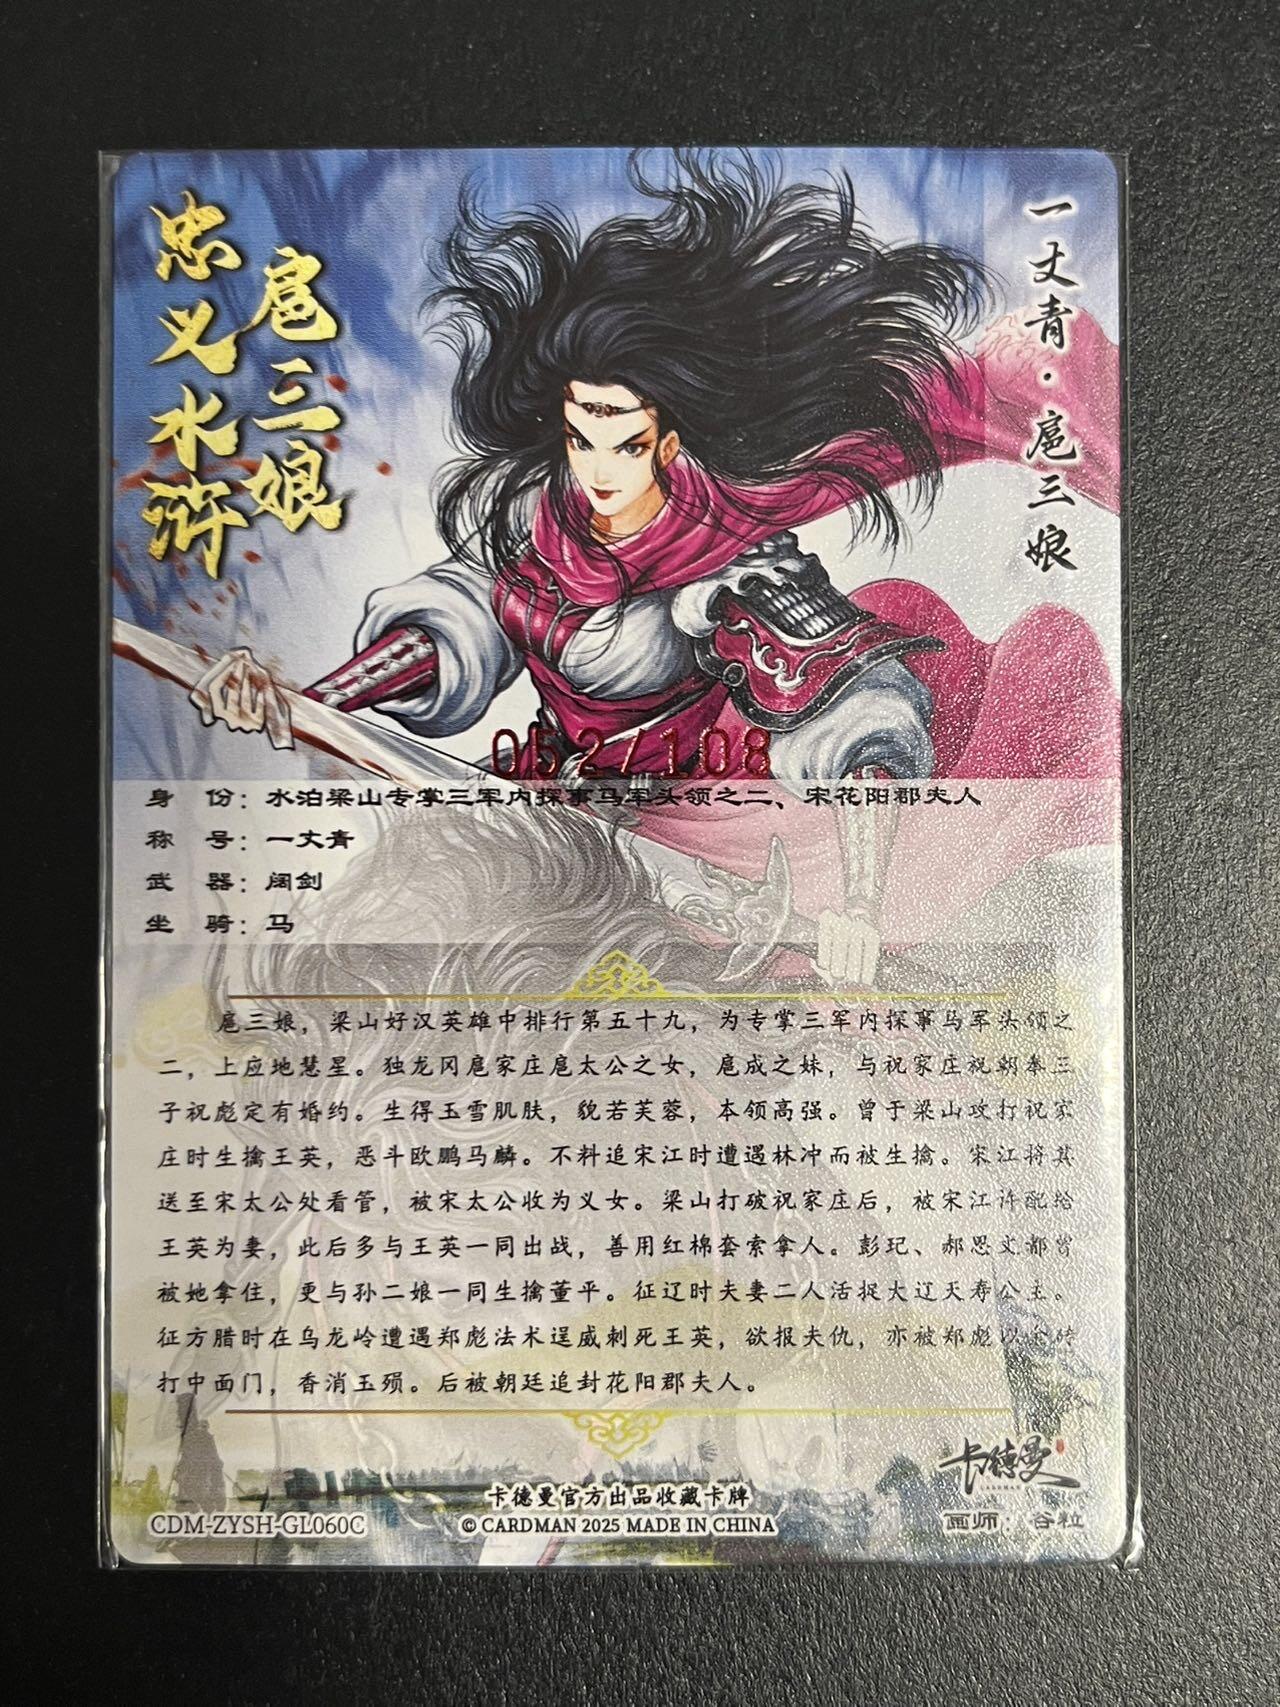 忠义水浒
扈三娘
一丈青·扈三娘
052/108
身 份：水泊梁山专掌三军内探事马军头领之二、宋花阳郡夫人
称 号：一丈青
武 器：阔剑
坐 骑：马
扈三娘，梁山好汉英雄中排行第五十九，为专掌三军内探事马军头领之
二，上应地慧星。独龙冈扈家庄扈太公之女，扈成之妹，与祝家庄祝朝奉三
子祝彪定有婚约。生得玉雪肌肤，貌若芙蓉，本领高强。曾于梁山攻打祝家
庄时生擒王英，恶斗欧鹏马麟。不料追宋江时遭遇林冲而被生擒。宋江将其
送至宋太公处看管，被宋太公收为义女。梁山打破祝家庄后，被宋江许配给
王英为妻，此后多与王英一同出战，善用红棉套索拿人。彭玘、郝思文都曾
被她拿住，更与孙二娘一同生擒董平。征辽时夫妻二人活捉大辽天寿公主。
征方腊时在乌龙岭遭遇郑彪法术逞威刺死王英，欲报夫仇，亦被郑彪以金砖
打中面门，香消玉殒。后被朝廷追封花阳郡夫人。
卡德曼
CARDMAN
卡德曼官方出品收藏卡牌
CDM-ZYSH-GL060C
© CARDMAN 2025 MADE IN CHINA
画师：谷粒